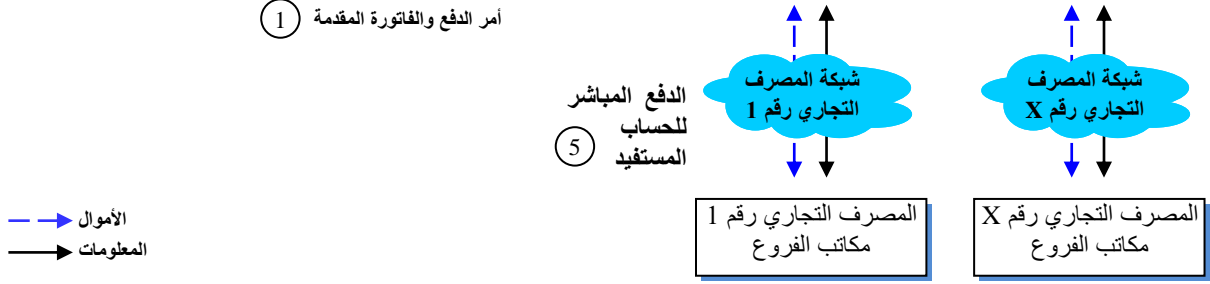 أمر الدفع والفاتورة المقدمة 1
شبكة المصرف
التجاري رقم 1
شبكة المصرف
التجاري رقم X
الدفع المباشر
للحساب
المستفيد 5
المصرف التجاري رقم 1
مكاتب الفروع
المصرف التجاري رقم X
مكاتب الفروع
الأموال
المعلومات